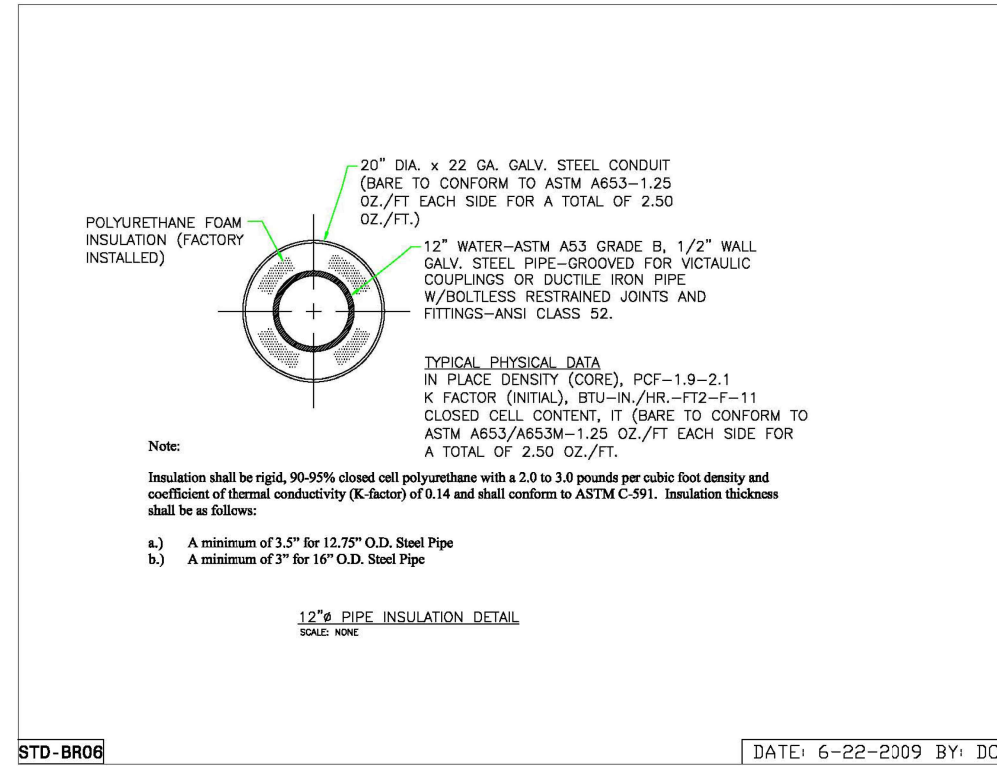 20" DIA. x 22 GA. GALV. STEEL CONDUIT
(BARE TO CONFORM TO ASTM A653-1.25
OZ./FT EACH SIDE FOR A TOTAL OF 2.50
OZ./FT.)
POLYURETHANE FOAM
INSULATION (FACTORY
INSTALLED)
12" WATER-ASTM A53 GRADE B, 1/2" WALL
GALV. STEEL PIPE-GROOVED FOR VICTAULIC
COUPLINGS OR DUCTILE IRON PIPE
W/BOLTLESS RESTRAINED JOINTS AND
FITTINGS-ANSI CLASS 52.
TYPICAL PHYSICAL DATA
IN PLACE DENSITY (CORE), PCF-1.9-2.1
K FACTOR (INITIAL), BTU-IN./HR.-FT2-F-11
CLOSED CELL CONTENT, IT (BARE TO CONFORM TO
ASTM A653/A653M-1.25 OZ./FT EACH SIDE FOR
A TOTAL OF 2.50 OZ./FT.
Note:
Insulation shall be rigid, 90-95% closed cell polyurethane with a 2.0 to 3.0 pounds per cubic foot density and
coefficient of thermal conductivity (K-factor) of 0.14 and shall conform to ASTM C-591. Insulation thickness
shall be as follows:
a.) A minimum of 3.5" for 12.75" O.D. Steel Pipe
b.) A minimum of 3" for 16" O.D. Steel Pipe
12"ø PIPE INSULATION DETAIL
SCALE: NONE
STD-BR06
DATE: 6-22-2009 BY: DC